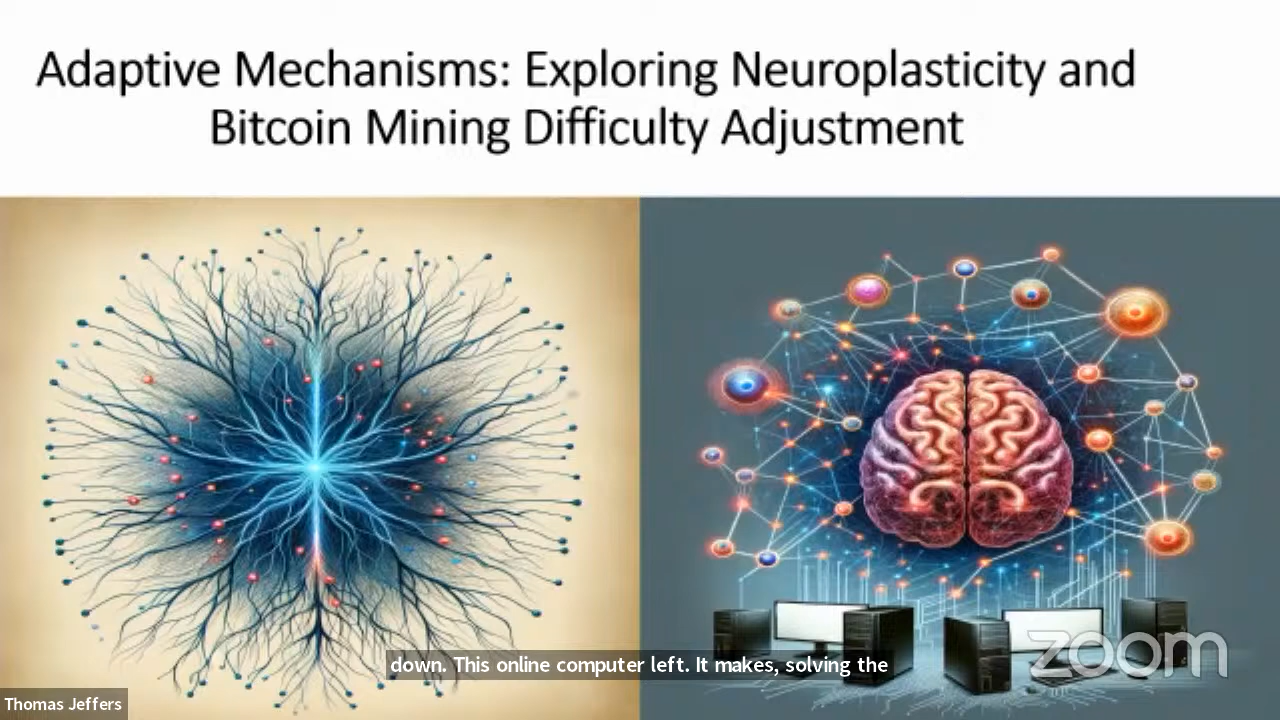 Adaptive Mechanisms: Exploring Neuroplasticity and
Bitcoin Mining Difficulty Adjustment
down. This online computer left. It makes, solving the
zoom
Thomas Jeffers